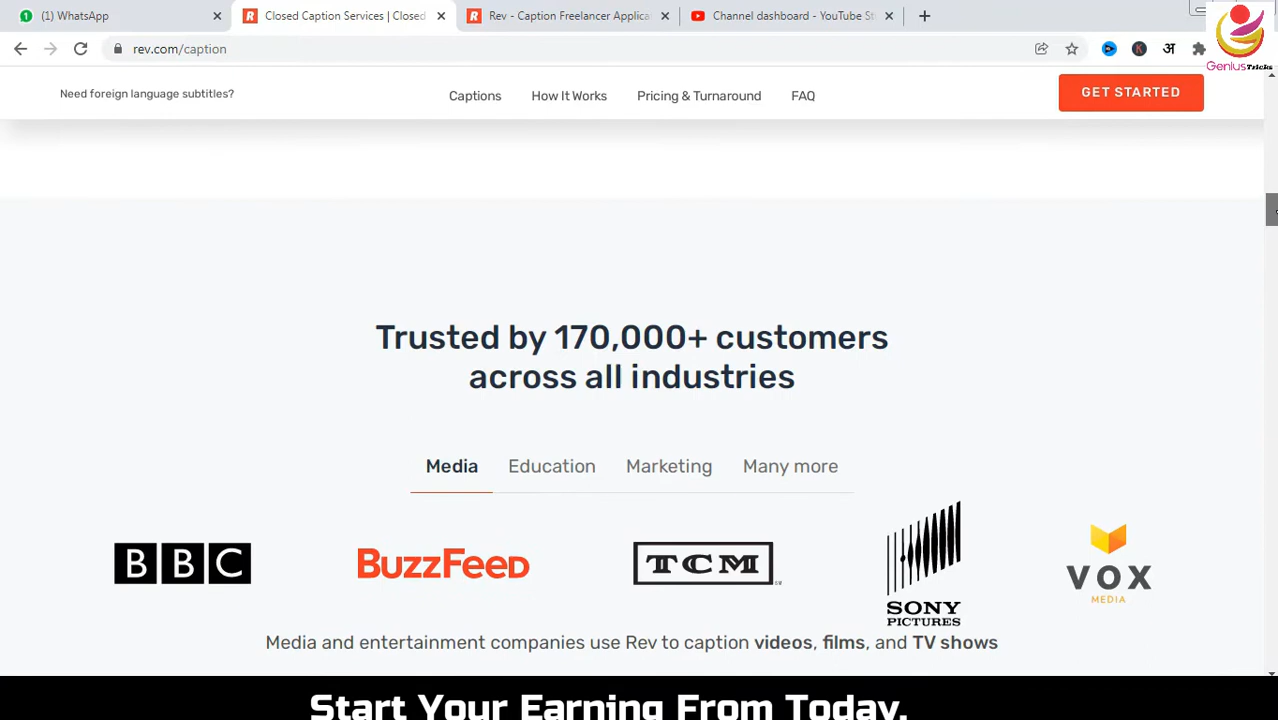 (1) WhatsApp
Closed Caption Services | Closed
Rev - Caption Freelancer Applica
Channel dashboard - YouTube St
rev.com/caption
K
अ
Genius Tricks
Need foreign language subtitles?
Captions
How It Works
Pricing & Turnaround
FAQ
GET STARTED
Trusted by 170,000+ customers
across all industries
Media
Education
Marketing
Many more
BBC
BuzzFeed
TCM
SONY
PICTURES
VOX
MEDIA
Media and entertainment companies use Rev to caption videos, films, and TV shows
Start Your Earning From Today.